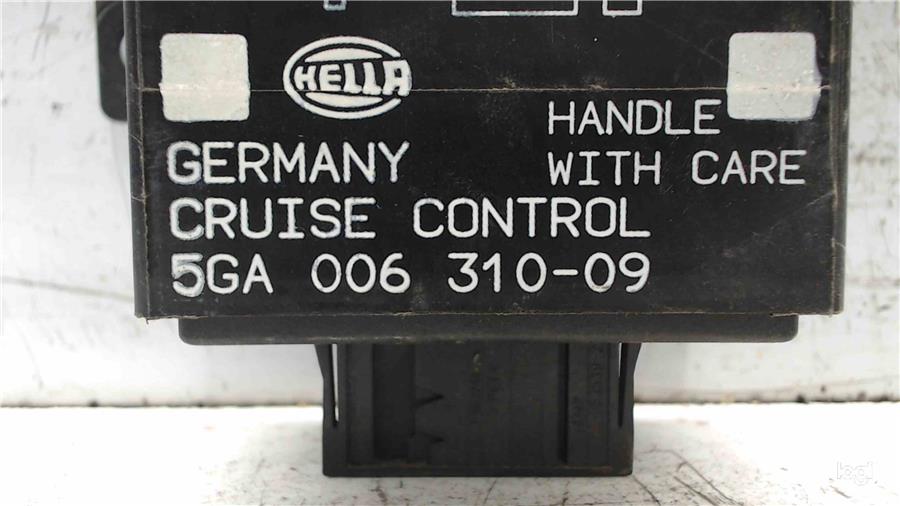 HELLA
HANDLE
GERMANY WITH CARE
CRUISE CONTROL
5GA 006 310-09